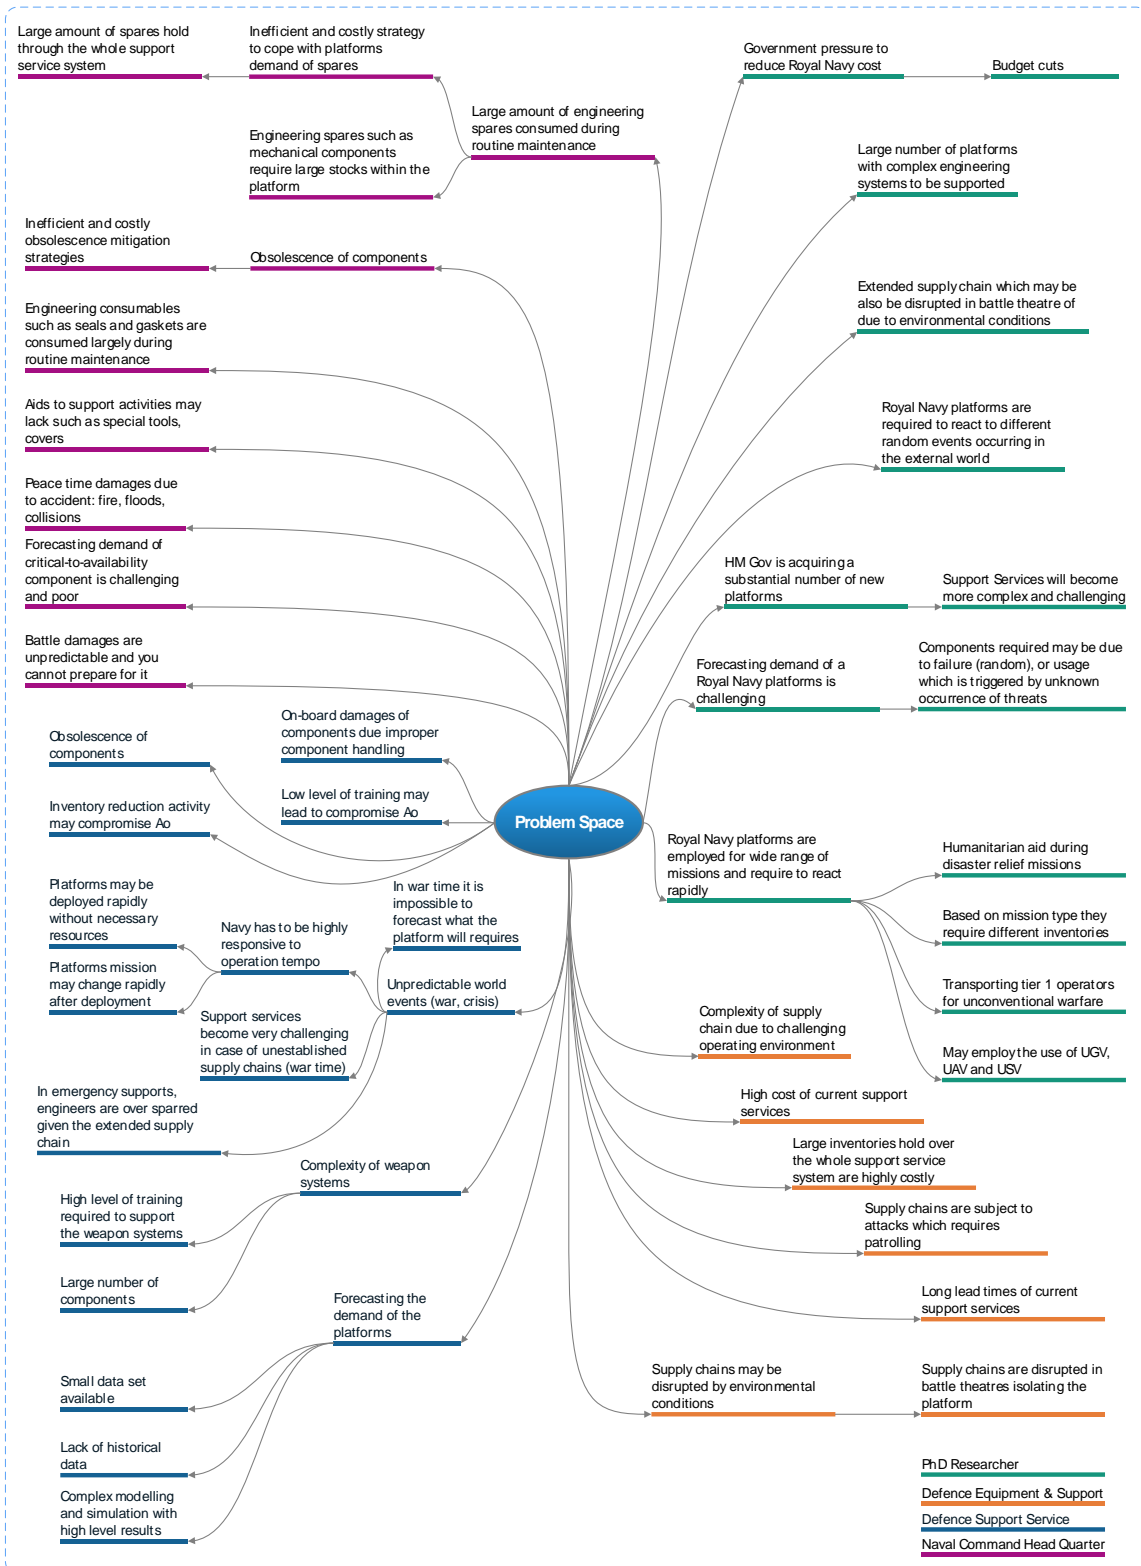 Large amount of spares hold
through the whole support
service system
Inefficient and costly strategy
to cope with platforms
demand of spares
Engineering spares such as
mechanical components
require large stocks within the
platform
Large amount of engineering
spares consumed during
routine maintenance
Inefficient and costly
obsolescence mitigation
strategies
Obsolescence of components
Engineering consumables
such as seals and gaskets are
consumed largely during
routine maintenance
Aids to support activities may
lack such as special tools,
covers
Peace time damages due
to accident: fire, floods,
collisions
Forecasting demand of
critical-to-availability
component is challenging
and poor
Battle damages are
unpredictable and you
cannot prepare for it
Government pressure to
reduce Royal Navy cost
Budget cuts
Large number of platforms
with complex engineering
systems to be supported
Extended supply chain which may be
also be disrupted in battle theatre of
due to environmental conditions
Royal Navy platforms are
required to react to different
random events occurring in
the external world
HM Gov is acquiring a
substantial number of new
platforms
Support Services will become
more complex and challenging
Forecasting demand of a
Royal Navy platforms is
challenging
Components required may be due
to failure (random), or usage
which is triggered by unknown
occurrence of threats
On-board damages of
components due improper
component handling
Low level of training may
lead to compromise Ao
Obsolescence of
components
Inventory reduction activity
may compromise Ao
Problem Space
Royal Navy platforms are
employed for wide range of
missions and require to react
rapidly
Humanitarian aid during
disaster relief missions
Based on mission type they
require different inventories
Transporting tier 1 operators
for unconventional warfare
May employ the use of UGV,
UAV and USV
Platforms may be
deployed rapidly
without necessary
resources
Platforms mission
may change rapidly
after deployment
Navy has to be highly
responsive to
operation tempo
In war time it is
impossible to
forecast what the
platform will requires
Unpredictable world
events (war, crisis)
Support services
become very challenging
in case of unestablished
supply chains (war time)
In emergency supports,
engineers are over sparred
given the extended supply
chain
Complexity of weapon
systems
High level of training
required to support
the weapon systems
Large number of
components
Forecasting the
demand of the
platforms
Small data set
available
Lack of historical
data
Complex modelling
and simulation with
high level results
Complexity of supply
chain due to challenging
operating environment
High cost of current support
services
Large inventories hold over
the whole support service
system are highly costly
Supply chains are subject to
attacks which requires
patrolling
Long lead times of current
support services
Supply chains may be
disrupted by environmental
conditions
Supply chains are disrupted in
battle theatres isolating the
platform
PhD Researcher
Defence Equipment & Support
Defence Support Service
Naval Command Head Quarter